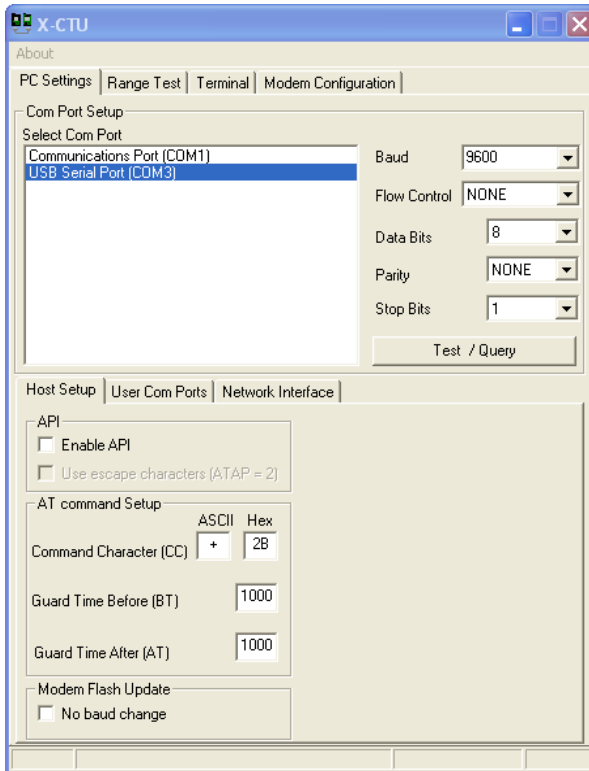 X-CTU
About
PC Settings Range Test Terminal Modem Configuration
Com Port Setup
Select Com Port
Communications Port (COM1)
USB Serial Port (COM3)
Baud 9600
Flow Control NONE
Data Bits 8
Parity NONE
Stop Bits 1
Test / Query
Host Setup User Com Ports Network Interface
API
Enable API
Use escape characters (ATAP = 2)
AT command Setup
ASCII Hex
Command Character (CC) + 2B
Guard Time Before (BT) 1000
Guard Time After (AT) 1000
Modem Flash Update
No baud change